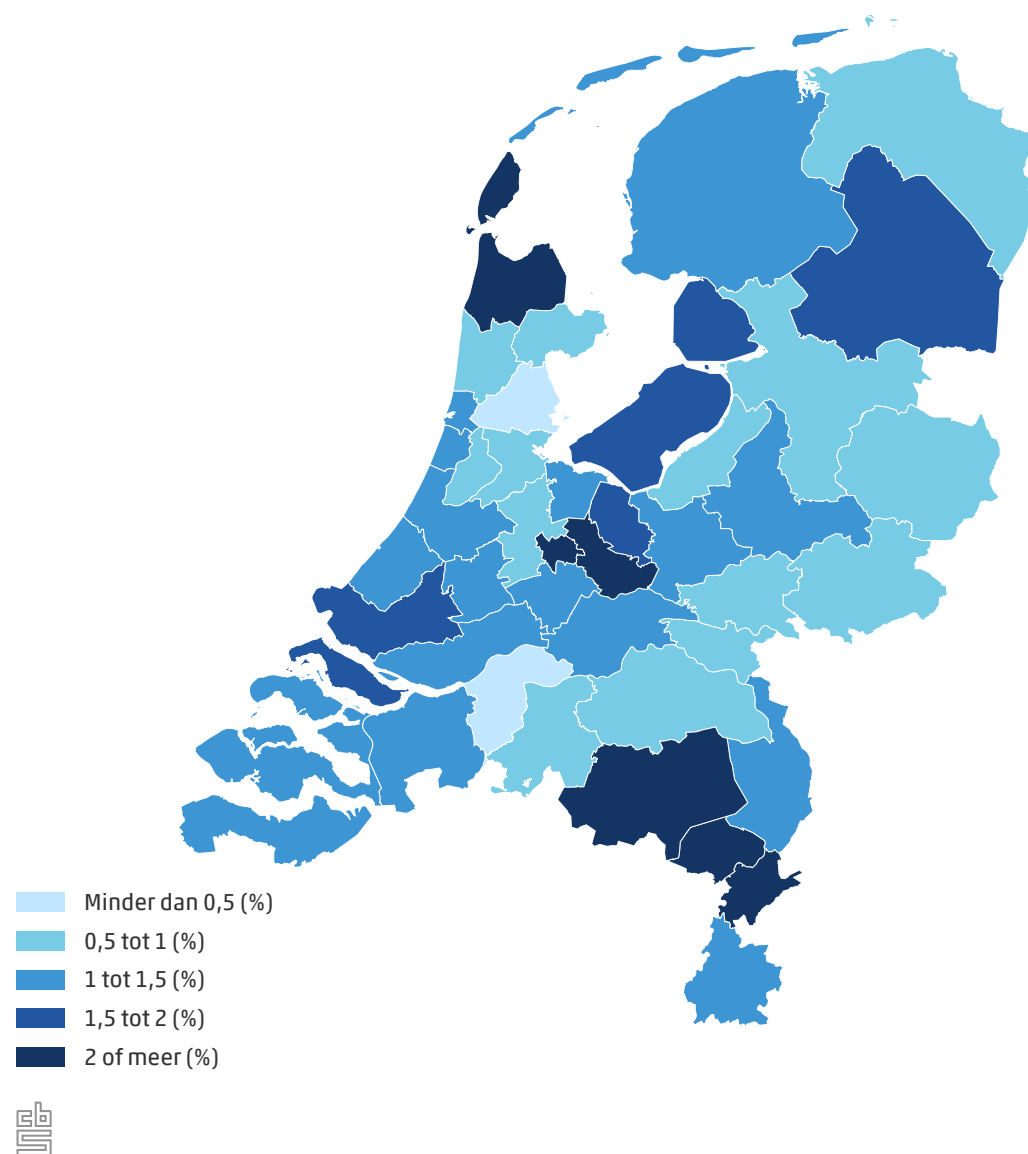 Minder dan 0,5 (%)
0,5 tot 1 (%)
1 tot 1,5 (%)
1,5 tot 2 (%)
2 of meer (%)
cbs